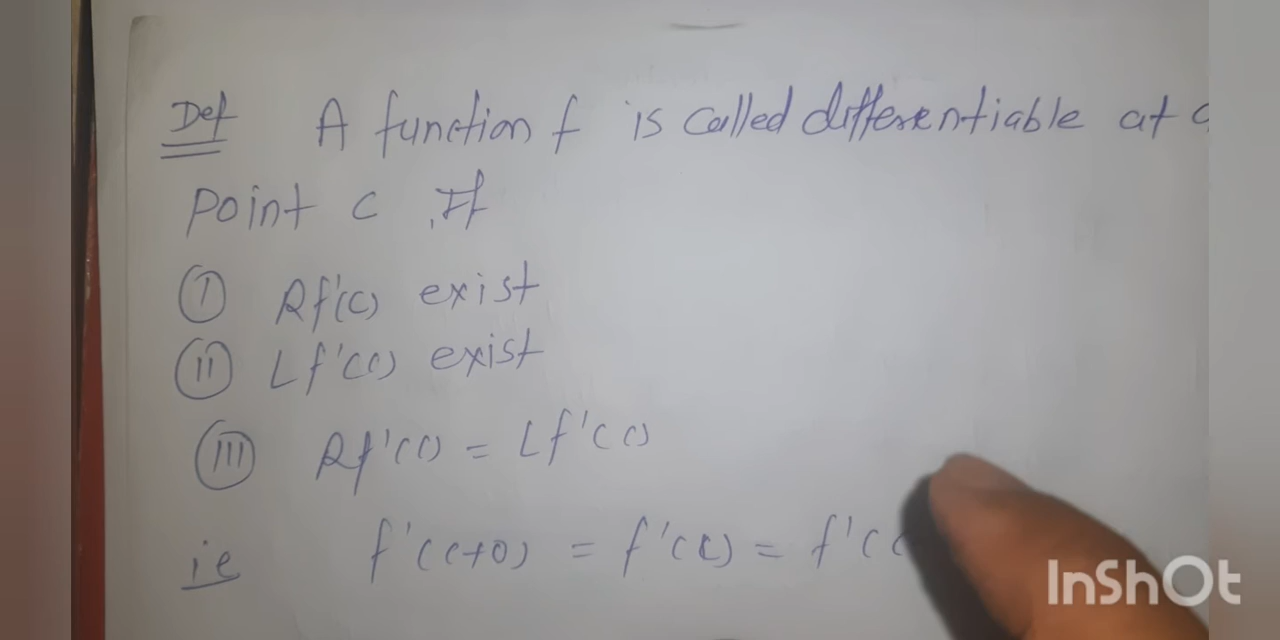 Def A function f is called differentiable at a
point c If
I Rf'(c) exist
II Lf'(c) exist
III Rf'(c) = Lf'(c)
ie f'(c+0) = f'(c) = f'(c
InShOt